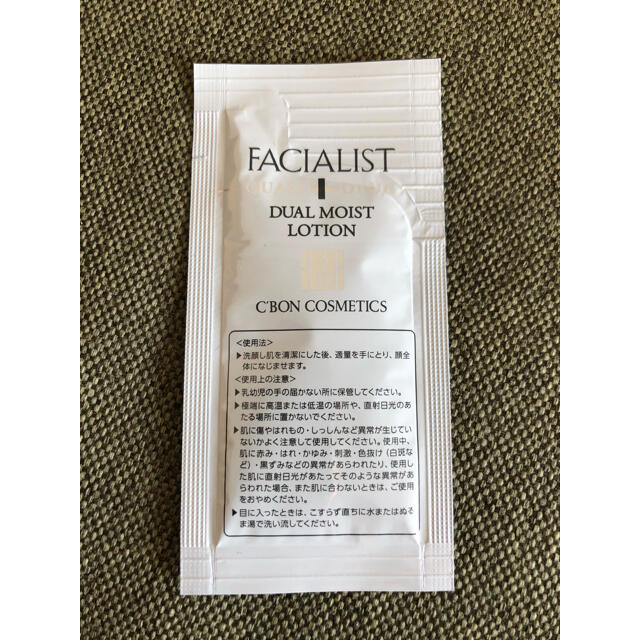 FACIALIST
DUAL MOIST
LOTION
C'BON COSMETICS
<使用法>
▶洗顔し肌を清潔にした後、適量を手にとり、顔全
体になじませます。
<使用上の注意>
▶乳幼児の手の届かない所に保管してください。
▶極端に高温または低温の場所や、直射日光のあ
たる場所に置かないでください。
▶肌に傷やはれもの・しっしんなど異常が生じてい
ないかよく注意して使用してください。使用中、
肌に赤み・はれ・かゆみ・刺激・色抜け(白斑な
ど)・黒ずみなどの異常があらわれたり、使用し
た肌に直射日光があたってそのような異常があ
らわれた場合、また肌に合わないときは、ご使用
をおやめください。
▶目に入ったときは、こすらず直ちに水またはぬる
ま湯で洗い流してください。